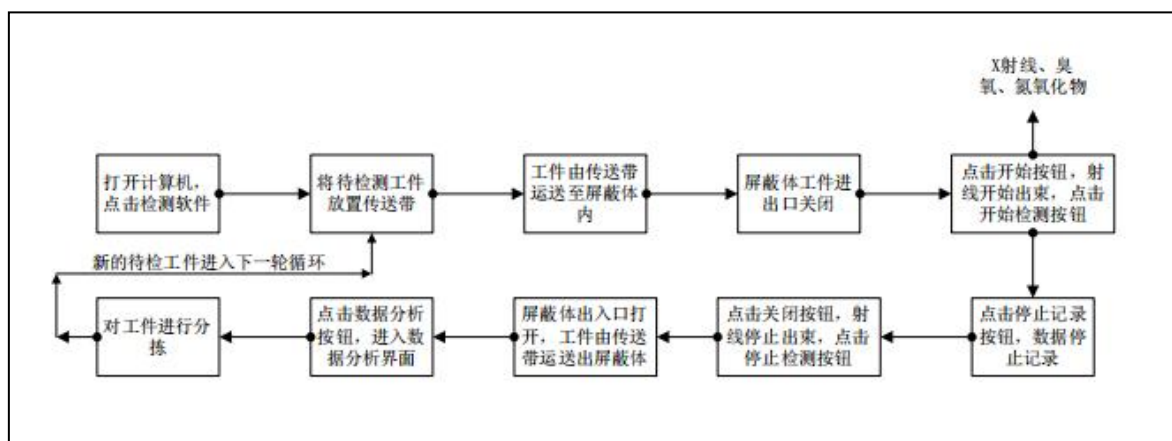 X射线、臭
氧、氮氧化物
打开计算机,
点击检测软件
将待检测工件
放置传送带
工件由传送带
运送至屏蔽体
内
屏蔽体工件进
出口关闭
点击开始按钮,射
线开始出束,点击
开始检测按钮
新的待检工件进入下一轮循环
对工件进行分
拣
点击数据分析
按钮,进入数
据分析界面
屏蔽体出入口打
开,工件由传送
带运送出屏蔽体
点击关闭按钮,射
线停止出束,点击
停止检测按钮
点击停止记录
按钮,数据停
止记录